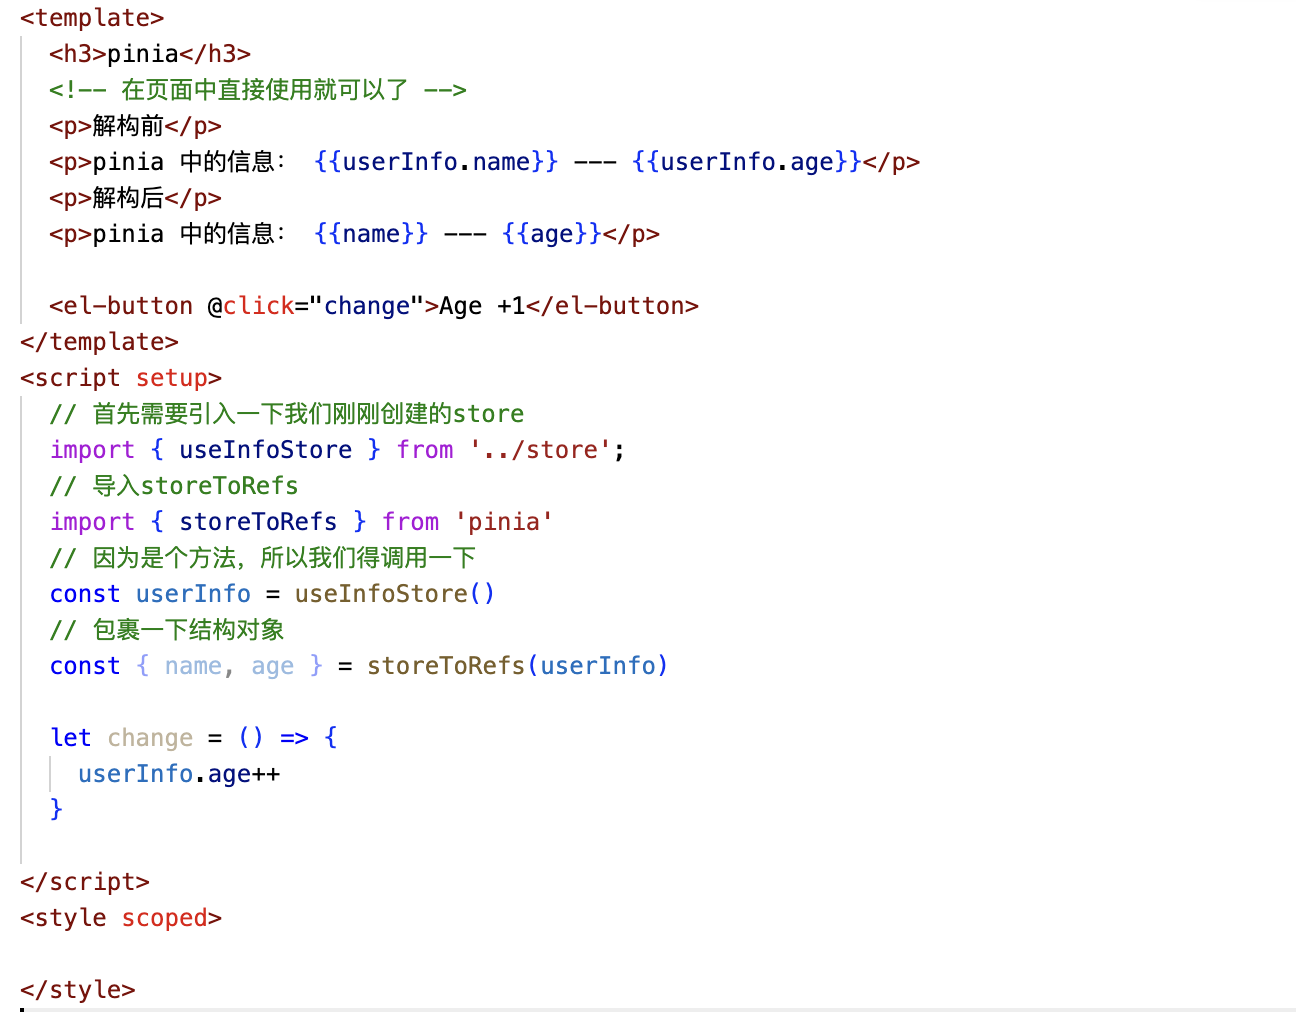 <template>
<h3>pinia</h3>
<!-- 在页面中直接使用就可以了 -->
<p>解构前</p>
<p>pinia 中的信息： {{userInfo.name}} --- {{userInfo.age}}</p>
<p>解构后</p>
<p>pinia 中的信息： {{name}} --- {{age}}</p>
<el-button @click="change">Age +1</el-button>
</template>
<script setup>
// 首先需要引入一下我们刚刚创建的store
import { useInfoStore } from '../store';
// 导入storeToRefs
import { storeToRefs } from 'pinia'
// 因为是个方法，所以我们得调用一下
const userInfo = useInfoStore()
// 包裹一下结构对象
const { name, age } = storeToRefs(userInfo)
let change = () => {
userInfo.age++
}
</script>
<style scoped>
</style>